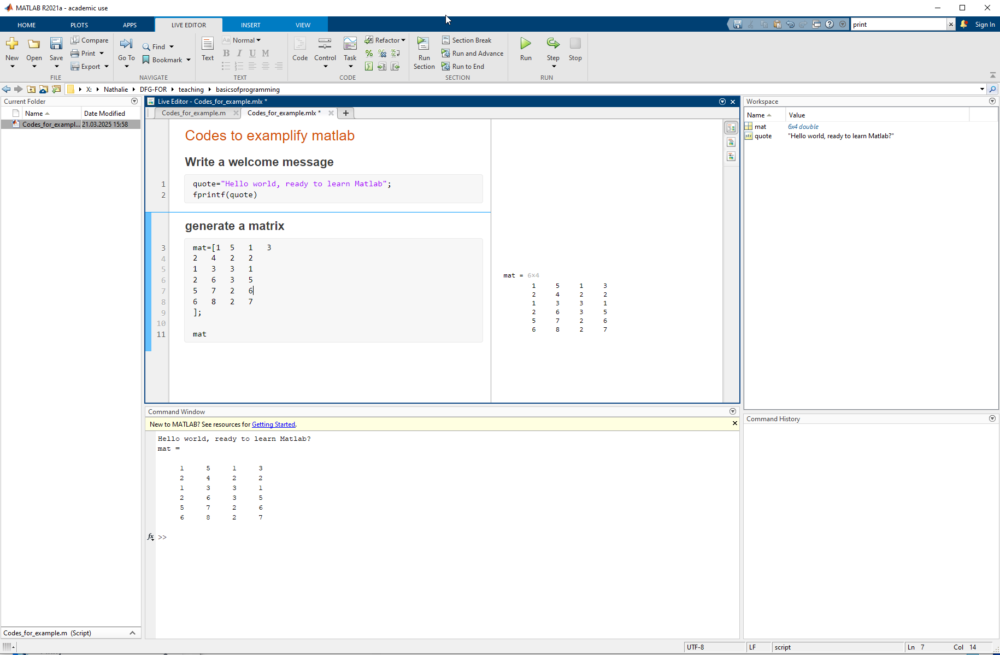 MATLAB R2021a - academic use
HOME PLOTS APPS LIVE EDITOR INSERT VIEW print Sign In
New Open Save Compare Print Export
FILE
Go To Find Bookmark
NAVIGATE
Text Aa Normal B I U M
TEXT
Code Control Task Refactor
CODE
Run Section Section Break Run and Advance Run to End
SECTION
Run Step Stop
RUN
X: Nathalie DFG-FOR teaching basicsofprogramming
Current Folder
Name Date Modified
Codes_for_exampl... 21.03.2025 15:58
Codes_for_example.m (Script)
Live Editor - Codes_for_example.mlx *
Codes_for_example.m Codes_for_example.mlx * +
Codes to examplify matlab
Write a welcome message
1 quote="Hello world, ready to learn Matlab";
2 fprintf(quote)
generate a matrix
3 mat=[1 5 1 3
4 2 4 2 2
5 1 3 3 1
6 2 6 3 5
7 5 7 2 6
8 6 8 2 7
9 ];
10
11 mat
mat = 6×4
1 5 1 3
2 4 2 2
1 3 3 1
2 6 3 5
5 7 2 6
6 8 2 7
Command Window
New to MATLAB? See resources for Getting Started.
Hello world, ready to learn Matlab?
mat =
1 5 1 3
2 4 2 2
1 3 3 1
2 6 3 5
5 7 2 6
6 8 2 7
fx >>
Workspace
Name Value
mat 6x4 double
str quote "Hello world, ready to learn Matlab?"
Command History
UTF-8 LF script Ln 7 Col 14